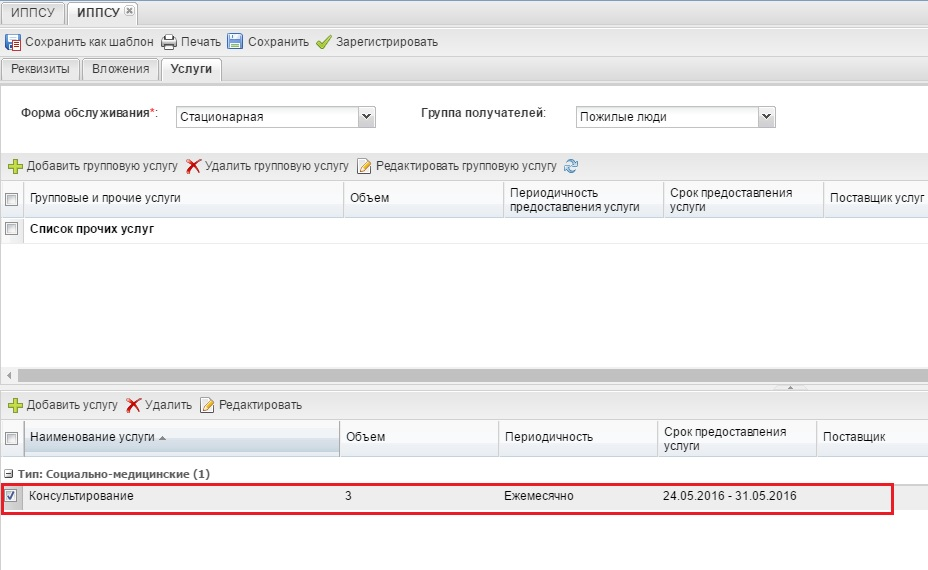 ИППСУ ИППСУ
Сохранить как шаблон Печать Сохранить Зарегистрировать
Реквизиты Вложения Услуги
Форма обслуживания*: Стационарная Группа получателей: Пожилые люди
Добавить групповую услугу Удалить групповую услугу Редактировать групповую услугу
Групповые и прочие услуги Объем Периодичность предоставления услуги Срок предоставления услуги Поставщик услуг
Список прочих услуг
Добавить услугу Удалить Редактировать
Наименование услуги Объем Периодичность Срок предоставления услуги Поставщик
Тип: Социально-медицинские (1)
Консультирование 3 Ежемесячно 24.05.2016 - 31.05.2016